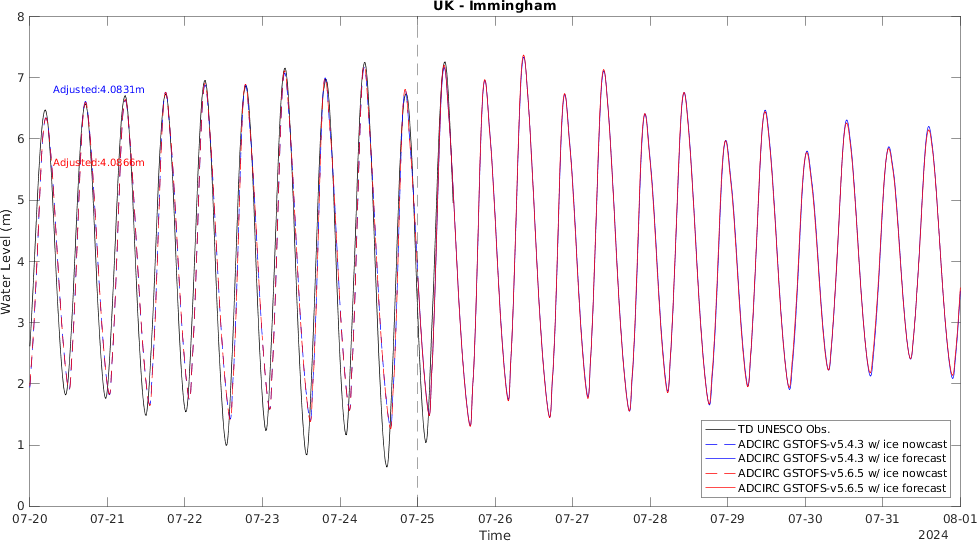 UK - Immingham
8
7
6
5
4
3
2
1
0
Water Level (m)
Adjusted:4.0831m
Adjusted:4.0866m
TD UNESCO Obs.
ADCIRC GSTOFS-v5.4.3 w/ ice nowcast
ADCIRC GSTOFS-v5.4.3 w/ ice forecast
ADCIRC GSTOFS-v5.6.5 w/ ice nowcast
ADCIRC GSTOFS-v5.6.5 w/ ice forecast
07-20 07-21 07-22 07-23 07-24 07-25 07-26 07-27 07-28 07-29 07-30 07-31 08-01
Time
2024